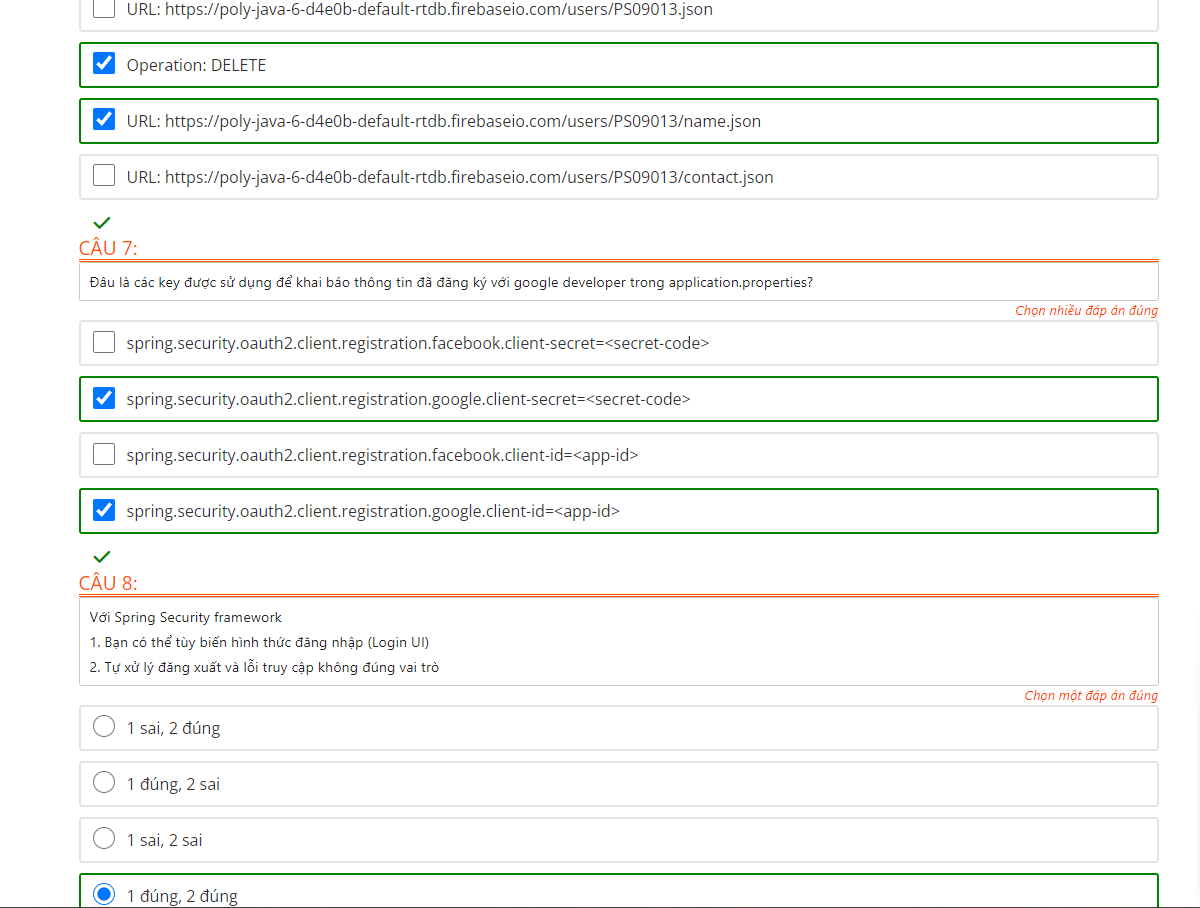 URL: https://poly-java-6-d4e0b-default-rtdb.firebaseio.com/users/PS09013.json
Operation: DELETE
URL: https://poly-java-6-d4e0b-default-rtdb.firebaseio.com/users/PS09013/name.json
URL: https://poly-java-6-d4e0b-default-rtdb.firebaseio.com/users/PS09013/contact.json
CÂU 7:
Đâu là các key được sử dụng để khai báo thông tin đã đăng ký với google developer trong application.properties?
Chọn nhiều đáp án đúng
spring.security.oauth2.client.registration.facebook.client-secret=<secret-code>
spring.security.oauth2.client.registration.google.client-secret=<secret-code>
spring.security.oauth2.client.registration.facebook.client-id=<app-id>
spring.security.oauth2.client.registration.google.client-id=<app-id>
CÂU 8:
Với Spring Security framework
1. Bạn có thể tùy biến hình thức đăng nhập (Login UI)
2. Tự xử lý đăng xuất và lỗi truy cập không đúng vai trò
Chọn một đáp án đúng
1 sai, 2 đúng
1 đúng, 2 sai
1 sai, 2 sai
1 đúng, 2 đúng